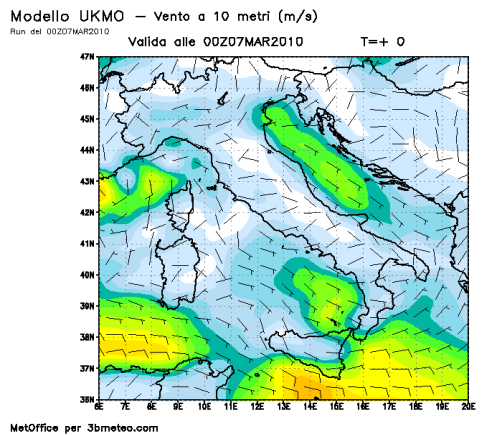 Modello UKMO - Vento a 10 metri (m/s)
Run del 00Z07MAR2010
Valida alle 00Z07MAR2010 T=+ 0
47N
46N
45N
44N
43N
42N
41N
40N
39N
38N
37N
36N
6E 7E 8E 9E 10E 11E 12E 13E 14E 15E 16E 17E 18E 19E 20E
MetOffice per 3bmeteo.com